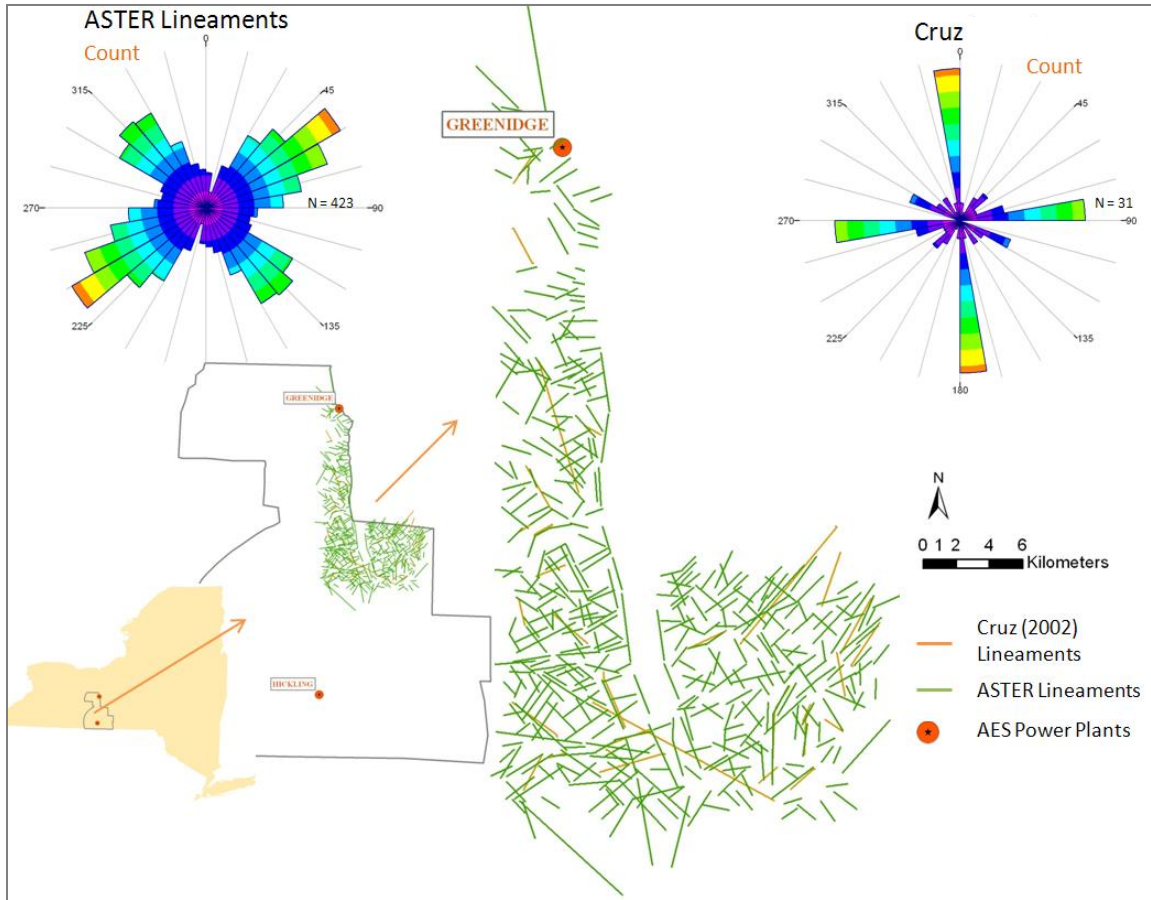 ASTER Lineaments
Count
0
45
90
135
225
270
315
N = 423
Cruz
Count
0
45
90
135
180
225
270
315
N = 31
GREENIDGE
GREENIDGE
HICKLING
N
0 1 2 4 6
Kilometers
Cruz (2002)
Lineaments
ASTER Lineaments
AES Power Plants